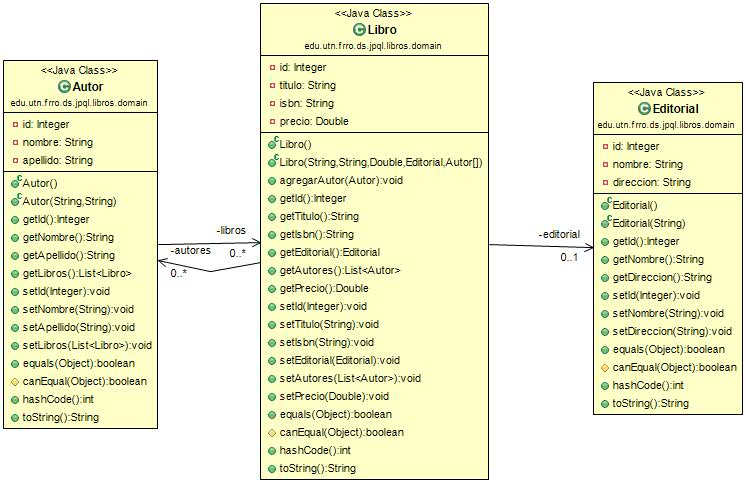 <<Java Class>>
Autor
edu.utn.frro.ds.jpql.libros.domain
id: Integer
nombre: String
apellido: String
Autor()
Autor(String,String)
getId():Integer
getNombre():String
getApellido():String
getLibros():List<Libro>
setId(Integer):void
setNombre(String):void
setApellido(String):void
setLibros(List<Libro>):void
equals(Object):boolean
canEqual(Object):boolean
hashCode():int
toString():String
-libros
0..*
-autores
0..*
<<Java Class>>
Libro
edu.utn.frro.ds.jpql.libros.domain
id: Integer
titulo: String
isbn: String
precio: Double
Libro()
Libro(String,String,Double,Editorial,Autor[])
agregarAutor(Autor):void
getId():Integer
getTitulo():String
getIsbn():String
getEditorial():Editorial
getAutores():List<Autor>
getPrecio():Double
setId(Integer):void
setTitulo(String):void
setIsbn(String):void
setEditorial(Editorial):void
setAutores(List<Autor>):void
setPrecio(Double):void
equals(Object):boolean
canEqual(Object):boolean
hashCode():int
toString():String
-editorial
0..1
<<Java Class>>
Editorial
edu.utn.frro.ds.jpql.libros.domain
id: Integer
nombre: String
direccion: String
Editorial()
Editorial(String)
getId():Integer
getNombre():String
getDireccion():String
setId(Integer):void
setNombre(String):void
setDireccion(String):void
equals(Object):boolean
canEqual(Object):boolean
hashCode():int
toString():String